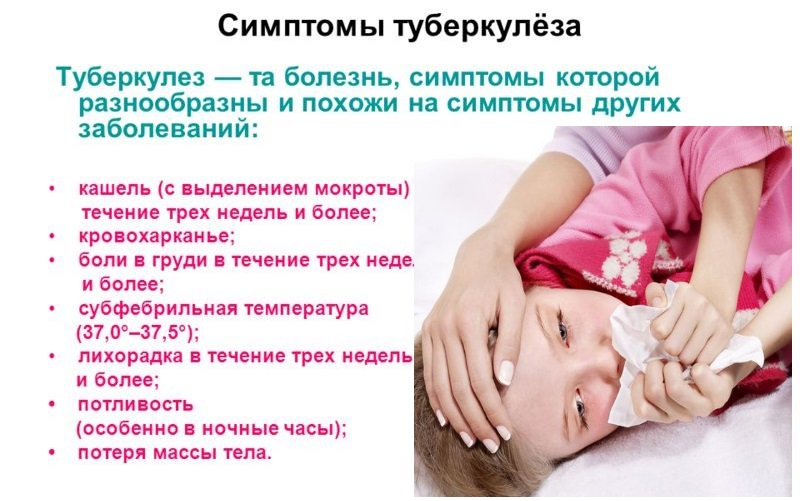 Симптомы туберкулёза
Туберкулез — та болезнь, симптомы которой
разнообразны и похожи на симптомы других
заболеваний:
• кашель (с выделением мокроты)
течение трех недель и более;
• кровохарканье;
• боли в груди в течение трех
и более;
• субфебрильная температура
(37,0°–37,5°);
• лихорадка в течение трех недель
и более;
• потливость
(особенно в ночные часы);
• потеря массы тела.